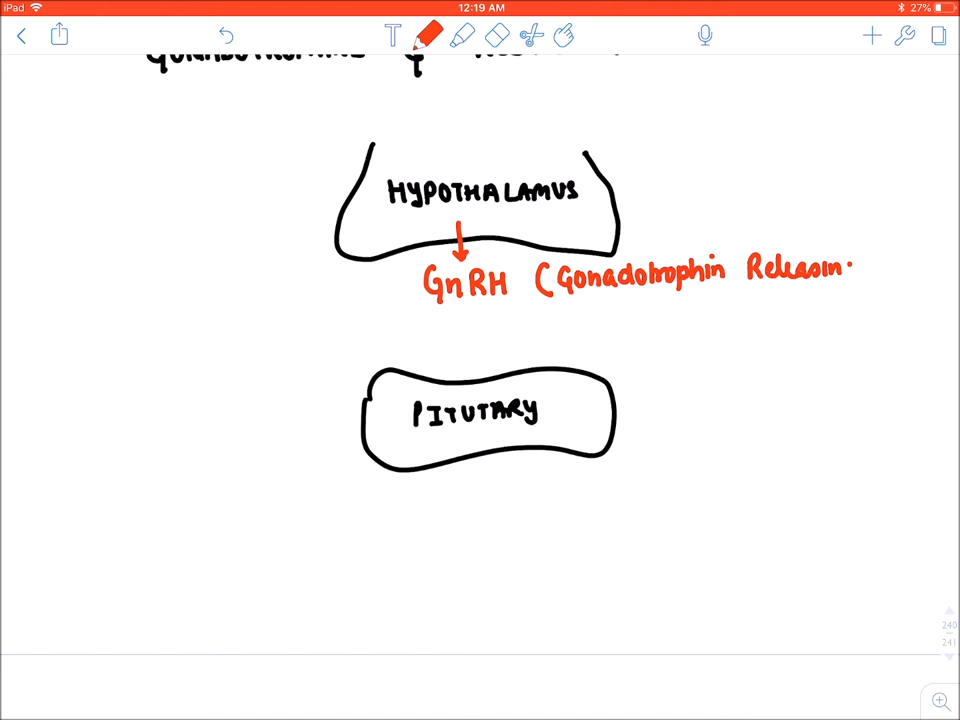 iPad 12:19 AM 27%
T
&
HYPOTHALAMUS
GnRH (Gonadotrophin Releasin
PITUTARY
240
241